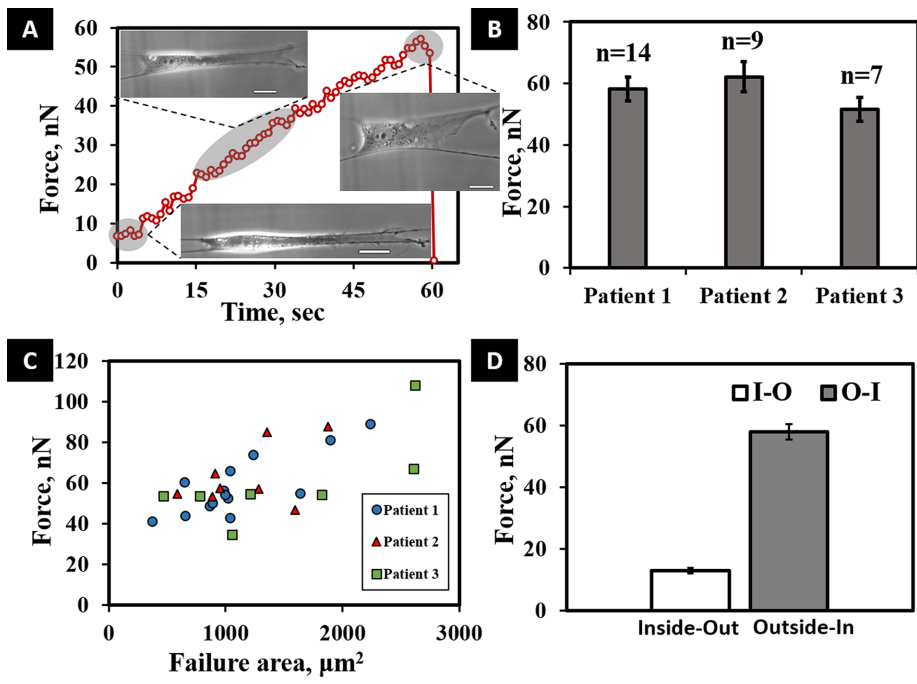 A
Force, nN
60
50
40
30
20
10
0
0 15 30 45 60
Time, sec
B
Force, nN
80
60
40
20
0
n=14
n=9
n=7
Patient 1 Patient 2 Patient 3
C
Force, nN
120
100
80
60
40
20
0
Patient 1
Patient 2
Patient 3
0 1000 2000 3000
Failure area, μm²
D
Force, nN
80
60
40
20
0
I-O O-I
Inside-Out Outside-In